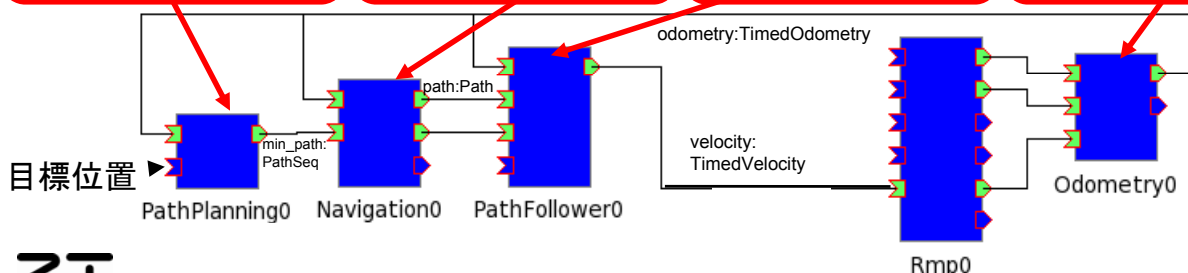 odometry:TimedOdometry
path:Path
min_path:
PathSeq
velocity:
TimedVelocity
目標位置
PathPlanning0
Navigation0
PathFollower0
Odometry0
Rmp0